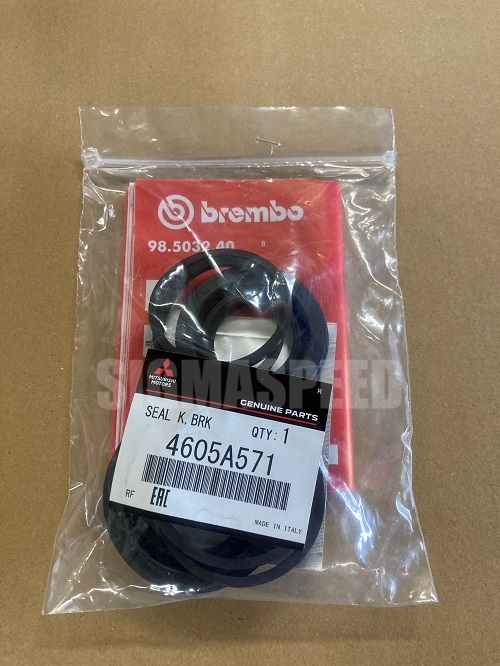 brembo
98.5032.40
B
R
MITSUBISHI
MOTORS
GENUINE PARTS
SEAL K, BRK
QTY: 1
4605A571
RF
EAC
MADE IN ITALY